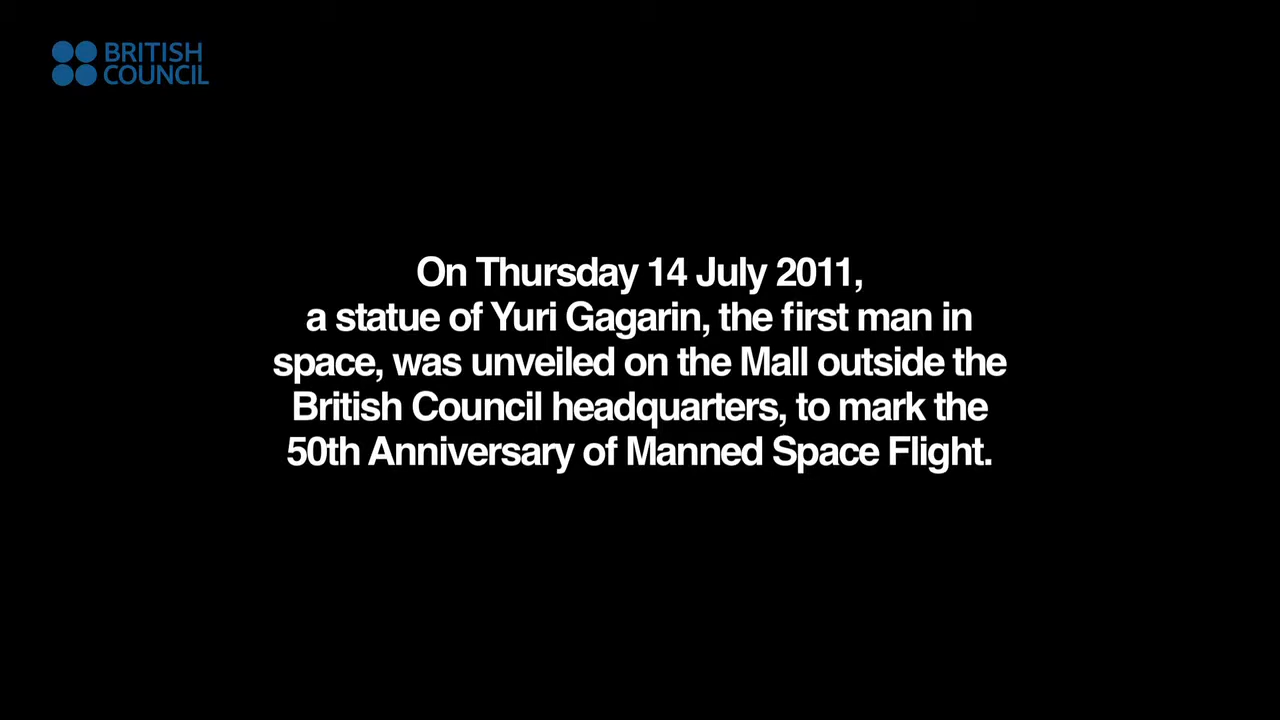 BRITISH
COUNCIL
On Thursday 14 July 2011,
a statue of Yuri Gagarin, the first man in
space, was unveiled on the Mall outside the
British Council headquarters, to mark the
50th Anniversary of Manned Space Flight.